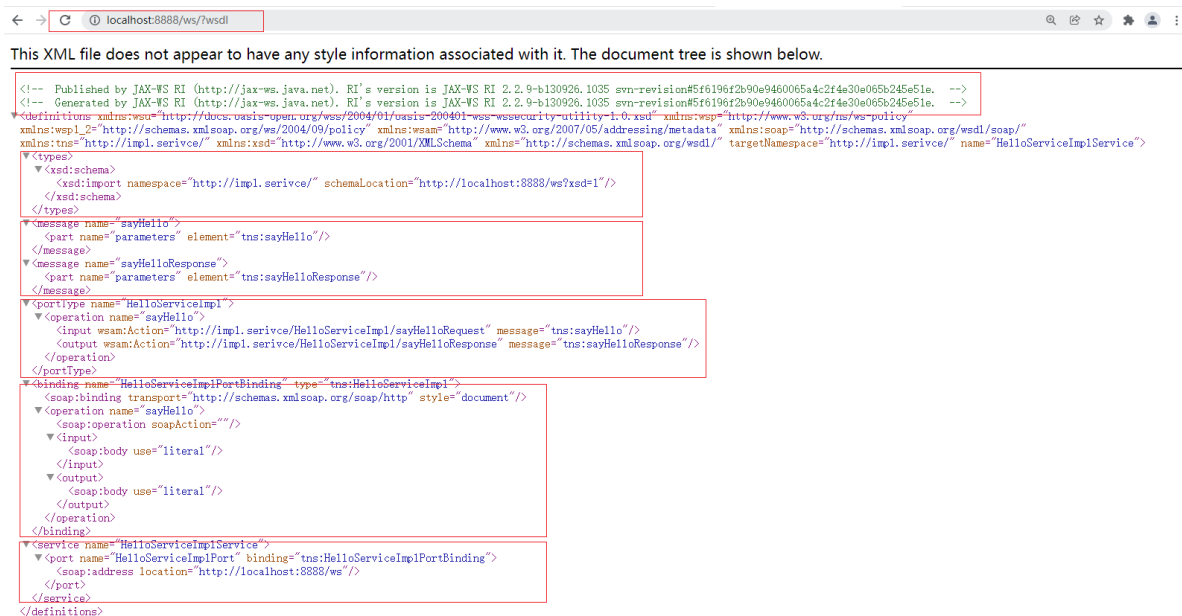 localhost:8888/ws/?wsdl
This XML file does not appear to have any style information associated with it. The document tree is shown below.
<!-- Published by JAX-WS RI (http://jax-ws.java.net). RI's version is JAX-WS RI 2.2.9-b130926.1035 svn-revision#5f6196f2b90e9460065a4c2f4e30e065b245e51e. -->
<!-- Generated by JAX-WS RI (http://jax-ws.java.net). RI's version is JAX-WS RI 2.2.9-b130926.1035 svn-revision#5f6196f2b90e9460065a4c2f4e30e065b245e51e. -->
▼<definitions xmlns:wsu="http://docs.oasis-open.org/wss/2004/01/oasis-200401-wss-wssecurity-utility-1.0.xsd" xmlns:wsp="http://www.w3.org/ns/ws-policy"
xmlns:wsp1_2="http://schemas.xmlsoap.org/ws/2004/09/policy" xmlns:wsam="http://www.w3.org/2007/05/addressing/metadata" xmlns:soap="http://schemas.xmlsoap.org/wsdl/soap/"
xmlns:tns="http://impl.serivce/" xmlns:xsd="http://www.w3.org/2001/XMLSchema" xmlns="http://schemas.xmlsoap.org/wsdl/" targetNamespace="http://impl.serivce/" name="HelloServiceImplService">
▼<types>
▼<xsd:schema>
<xsd:import namespace="http://impl.serivce/" schemaLocation="http://localhost:8888/ws?xsd=1"/>
</xsd:schema>
</types>
▼<message name="sayHello">
<part name="parameters" element="tns:sayHello"/>
</message>
▼<message name="sayHelloResponse">
<part name="parameters" element="tns:sayHelloResponse"/>
</message>
▼<portType name="HelloServiceImpl">
▼<operation name="sayHello">
<input wsam:Action="http://impl.serivce/HelloServiceImpl/sayHelloRequest" message="tns:sayHello"/>
<output wsam:Action="http://impl.serivce/HelloServiceImpl/sayHelloResponse" message="tns:sayHelloResponse"/>
</operation>
</portType>
▼<binding name="HelloServiceImplPortBinding" type="tns:HelloServiceImpl">
<soap:binding transport="http://schemas.xmlsoap.org/soap/http" style="document"/>
▼<operation name="sayHello">
<soap:operation soapAction=""/>
▼<input>
<soap:body use="literal"/>
</input>
▼<output>
<soap:body use="literal"/>
</output>
</operation>
</binding>
▼<service name="HelloServiceImplService">
▼<port name="HelloServiceImplPort" binding="tns:HelloServiceImplPortBinding">
<soap:address location="http://localhost:8888/ws"/>
</port>
</service>
</definitions>